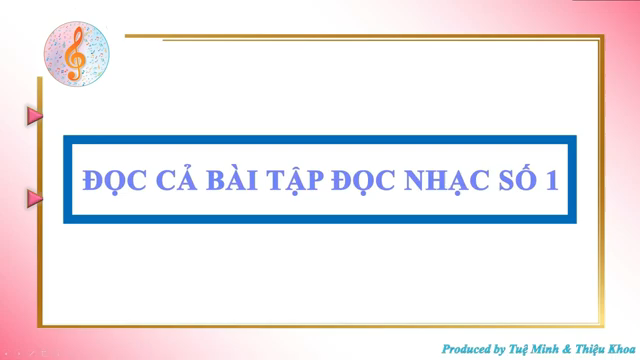 ĐỌC CẢ BÀI TẬP ĐỌC NHẠC SỐ 1
Produced by Tuệ Minh & Thiệu Khoa